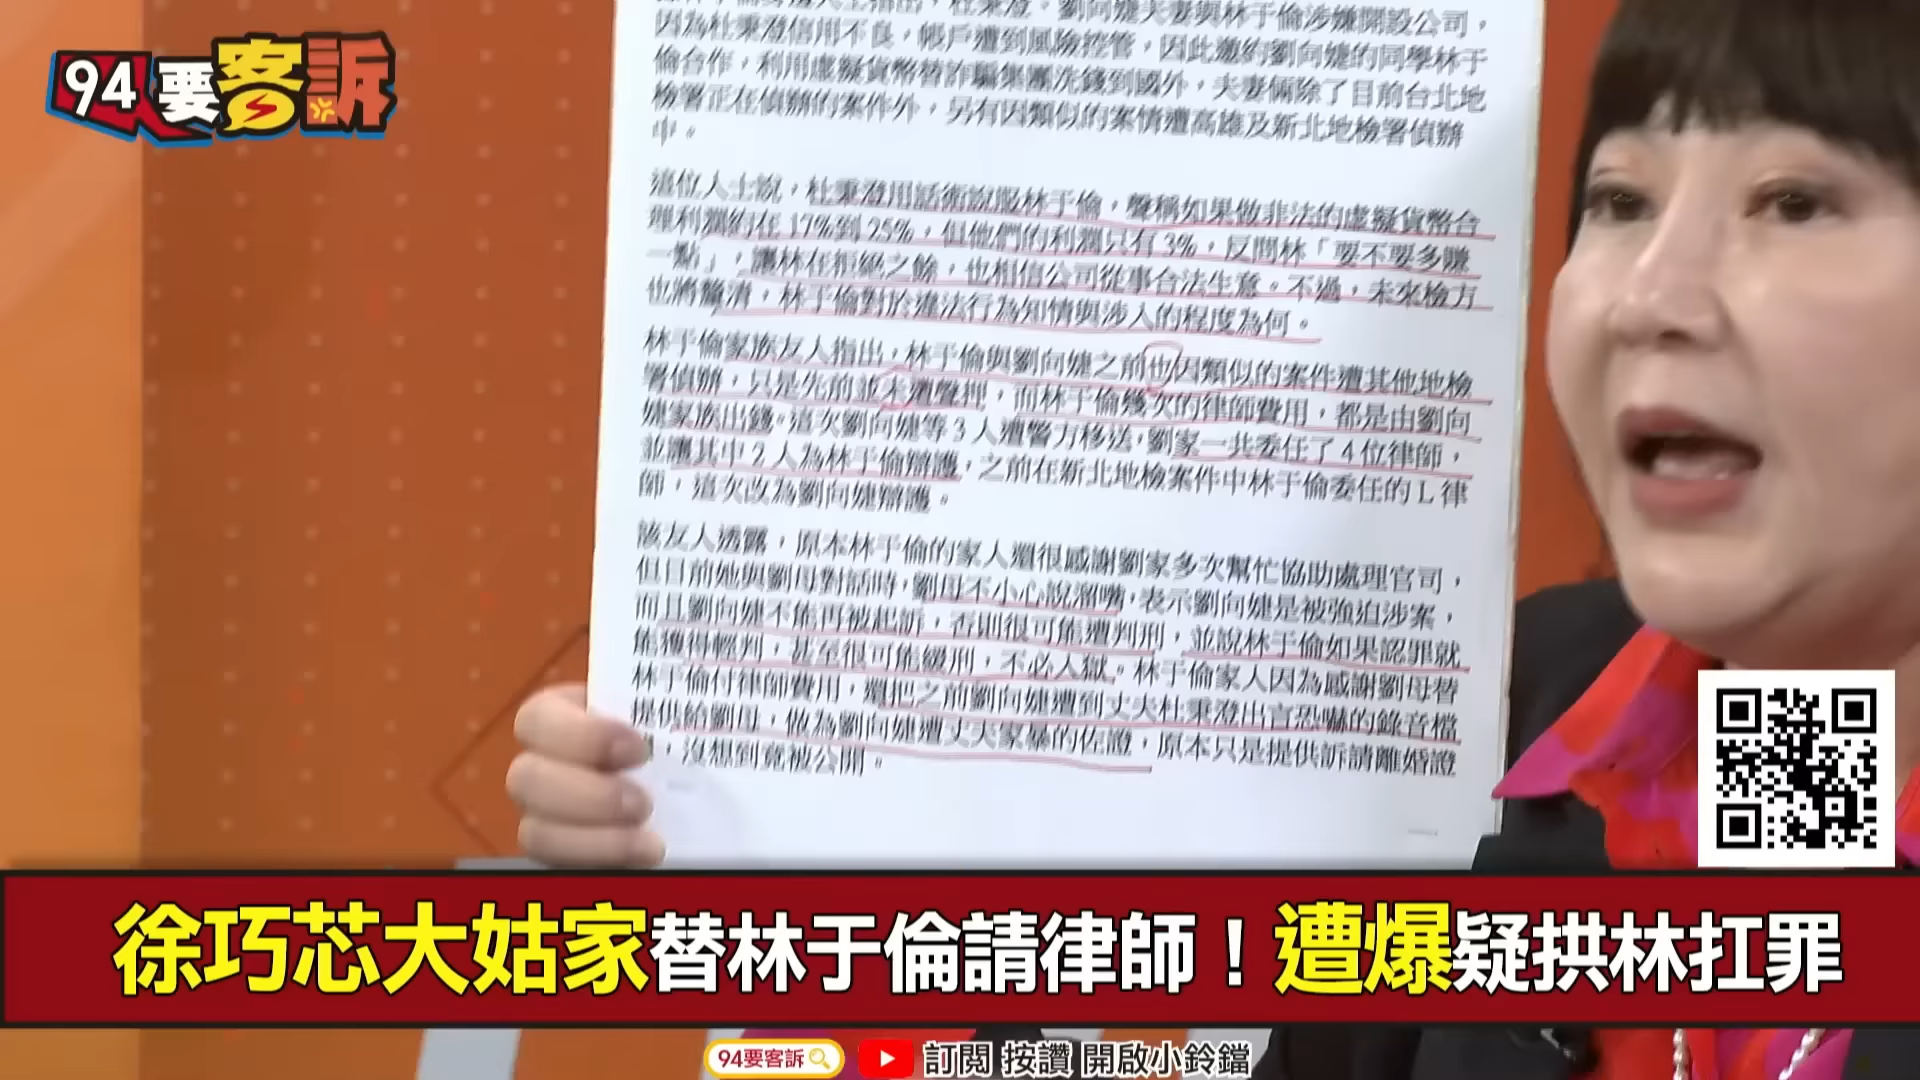 94要客訴
因為杜秉澄信用不良，帳戶遭到風險控管，因此邀約劉向婕的同學林于
倫合作，利用虛擬貨幣替詐騙集團洗錢到國外，夫妻倆除了目前台北地
檢署正在偵辦的案件外，另有因類似的案情遭高雄及新北地檢署偵辦
中。
這位人士說，杜秉澄用話術說服林于倫，聲稱如果做非法的虛擬貨幣合
理利潤約在17%到25%，但他們的利潤只有3%，反問林「要不要多賺
一點」，讓林在拒絕之餘，也相信公司從事合法生意。不過，未來檢方
也將釐清，林于倫對於違法行為知情與涉入的程度為何。
林于倫家族友人指出，林于倫與劉向婕之前也因類似的案件遭其他地檢
署偵辦，只是先前並未遭聲押，而林于倫幾次的律師費用，都是由劉向
婕家族出錢。這次劉向婕等3人遭警方移送，劉家一共委任了4位律師，
並讓其中2人為林于倫辯護，之前在新北地檢案件中林于倫委任的L律
師，這次改為劉向婕辯護。
該友人透露，原本林于倫的家人還很感謝劉家多次幫忙協助處理官司，
但日前她與劉母對話時，劉母不小心說溜嘴，表示劉向婕是被強迫涉案，
而且劉向婕不能再被起訴，否則很可能遭判刑，並說林于倫如果認罪就
能獲得輕判，甚至很可能緩刑，不必入獄。林于倫家人因為感謝劉母替
林于倫付律師費用，還把之前劉向婕遭到丈夫杜秉澄出言恐嚇的錄音檔
提供給劉母，做為劉向婕遭丈夫家暴的佐證，原本只是提供訴請離婚證
，沒想到竟被公開。
徐巧芯大姑家替林于倫請律師！遭爆疑拱林扛罪
94要客訴
訂閱 按讚 開啟小鈴鐺